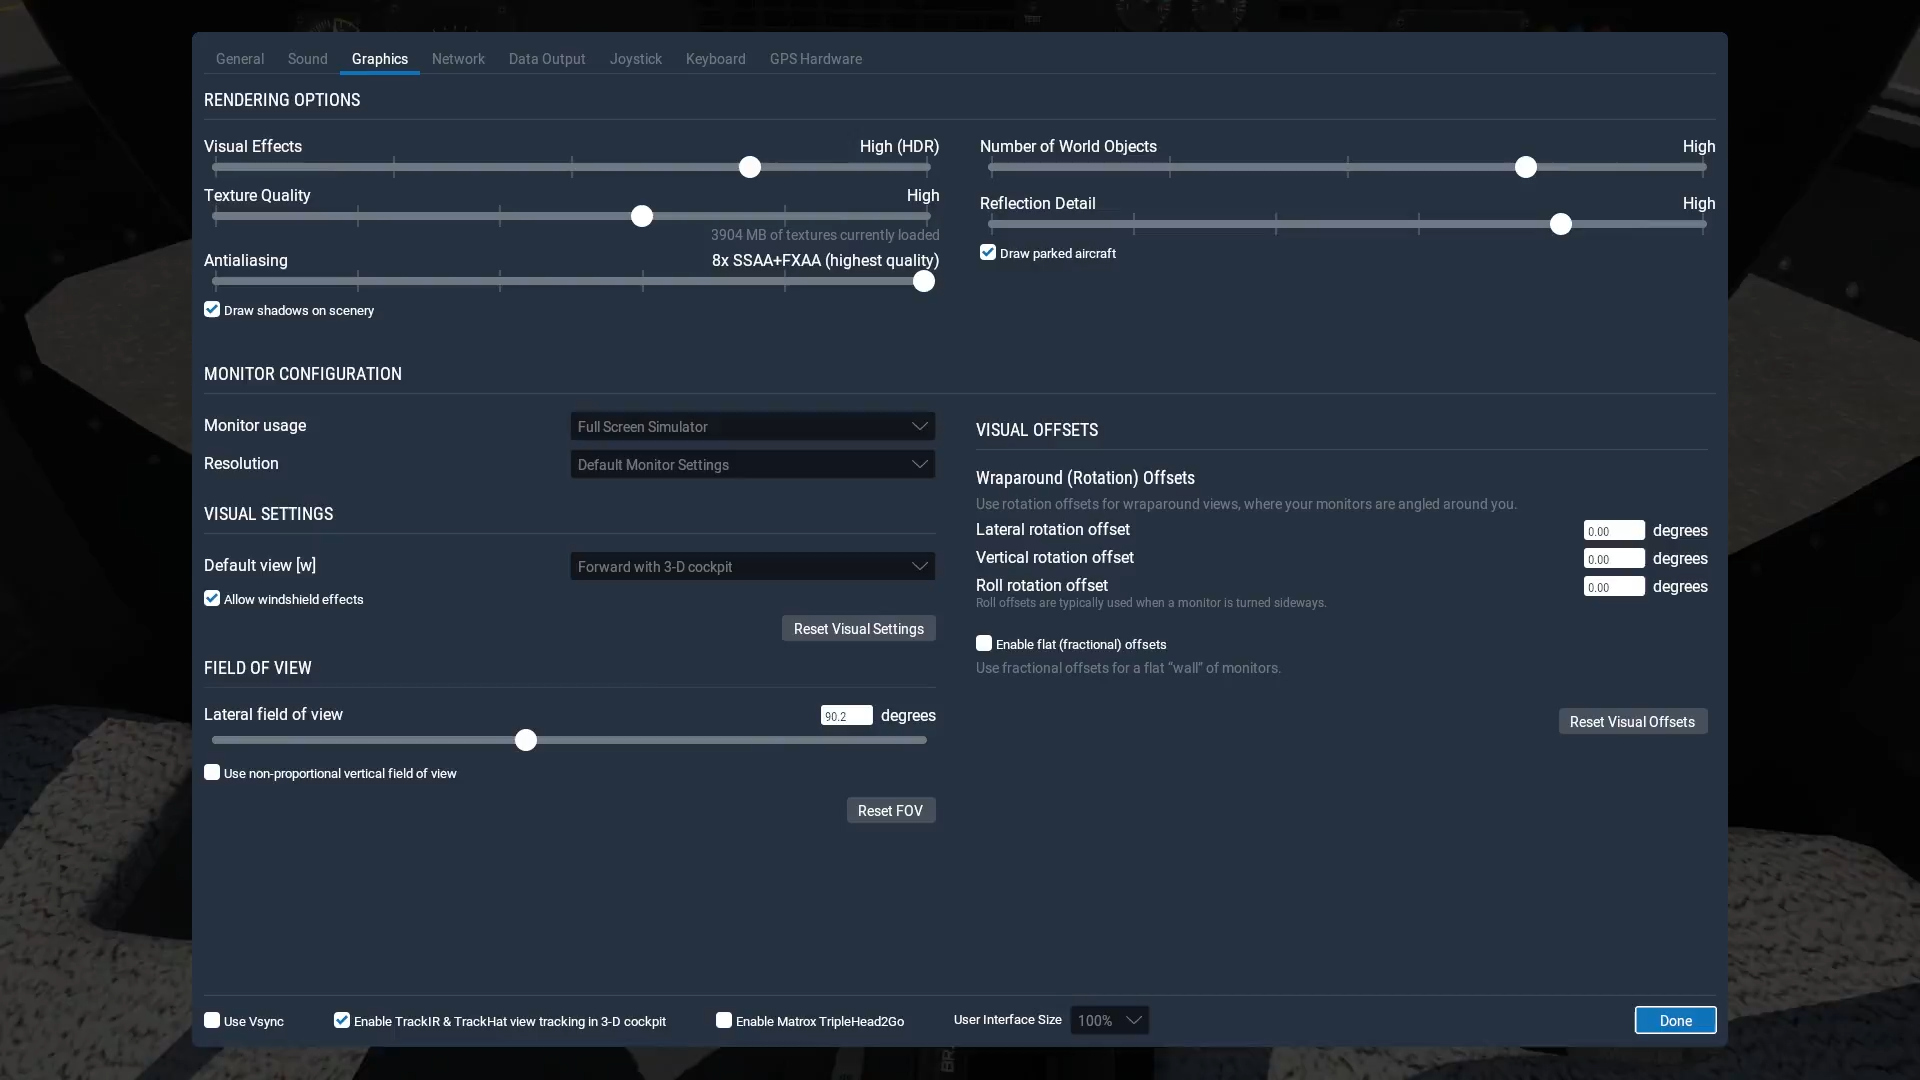 General Sound Graphics Network Data Output Joystick Keyboard GPS Hardware
RENDERING OPTIONS
Visual Effects High (HDR)
Texture Quality High
3904 MB of textures currently loaded
Antialiasing 8x SSAA+FXAA (highest quality)
Draw shadows on scenery
Number of World Objects High
Reflection Detail High
Draw parked aircraft
MONITOR CONFIGURATION
Monitor usage Full Screen Simulator
Resolution Default Monitor Settings
VISUAL SETTINGS
Default view [w] Forward with 3-D cockpit
Allow windshield effects
Reset Visual Settings
FIELD OF VIEW
Lateral field of view 90.2 degrees
Use non-proportional vertical field of view
Reset FOV
VISUAL OFFSETS
Wraparound (Rotation) Offsets
Use rotation offsets for wraparound views, where your monitors are angled around you.
Lateral rotation offset 0.00 degrees
Vertical rotation offset 0.00 degrees
Roll rotation offset 0.00 degrees
Roll offsets are typically used when a monitor is turned sideways.
Enable flat (fractional) offsets
Use fractional offsets for a flat “wall” of monitors.
Reset Visual Offsets
Use Vsync Enable TrackIR & TrackHat view tracking in 3-D cockpit Enable Matrox TripleHead2Go User Interface Size 100% Done